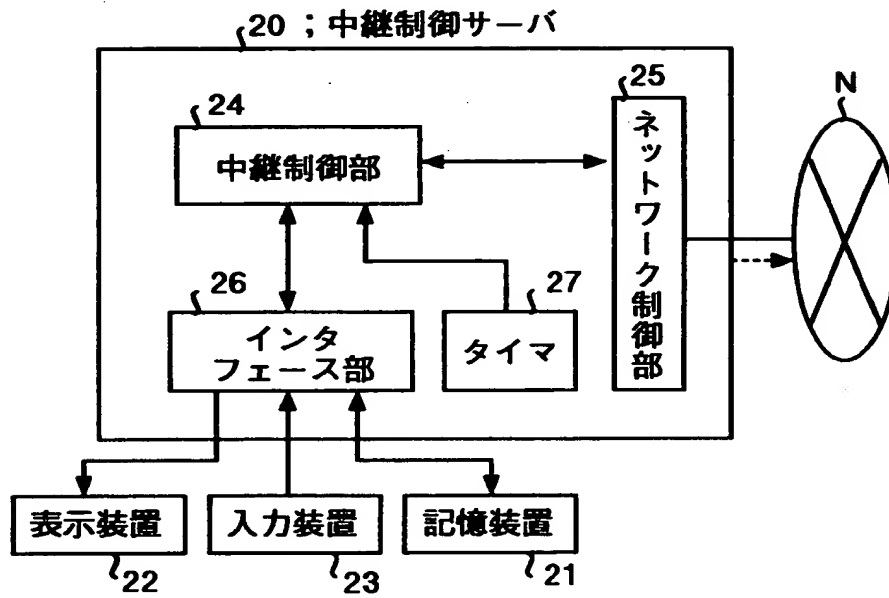 20 ; 中継制御サーバ
24
中継制御部
25
ネットワーク制御部
N
26
インタ
フェース部
27
タイマ
表示装置
22
入力装置
23
記憶装置
21